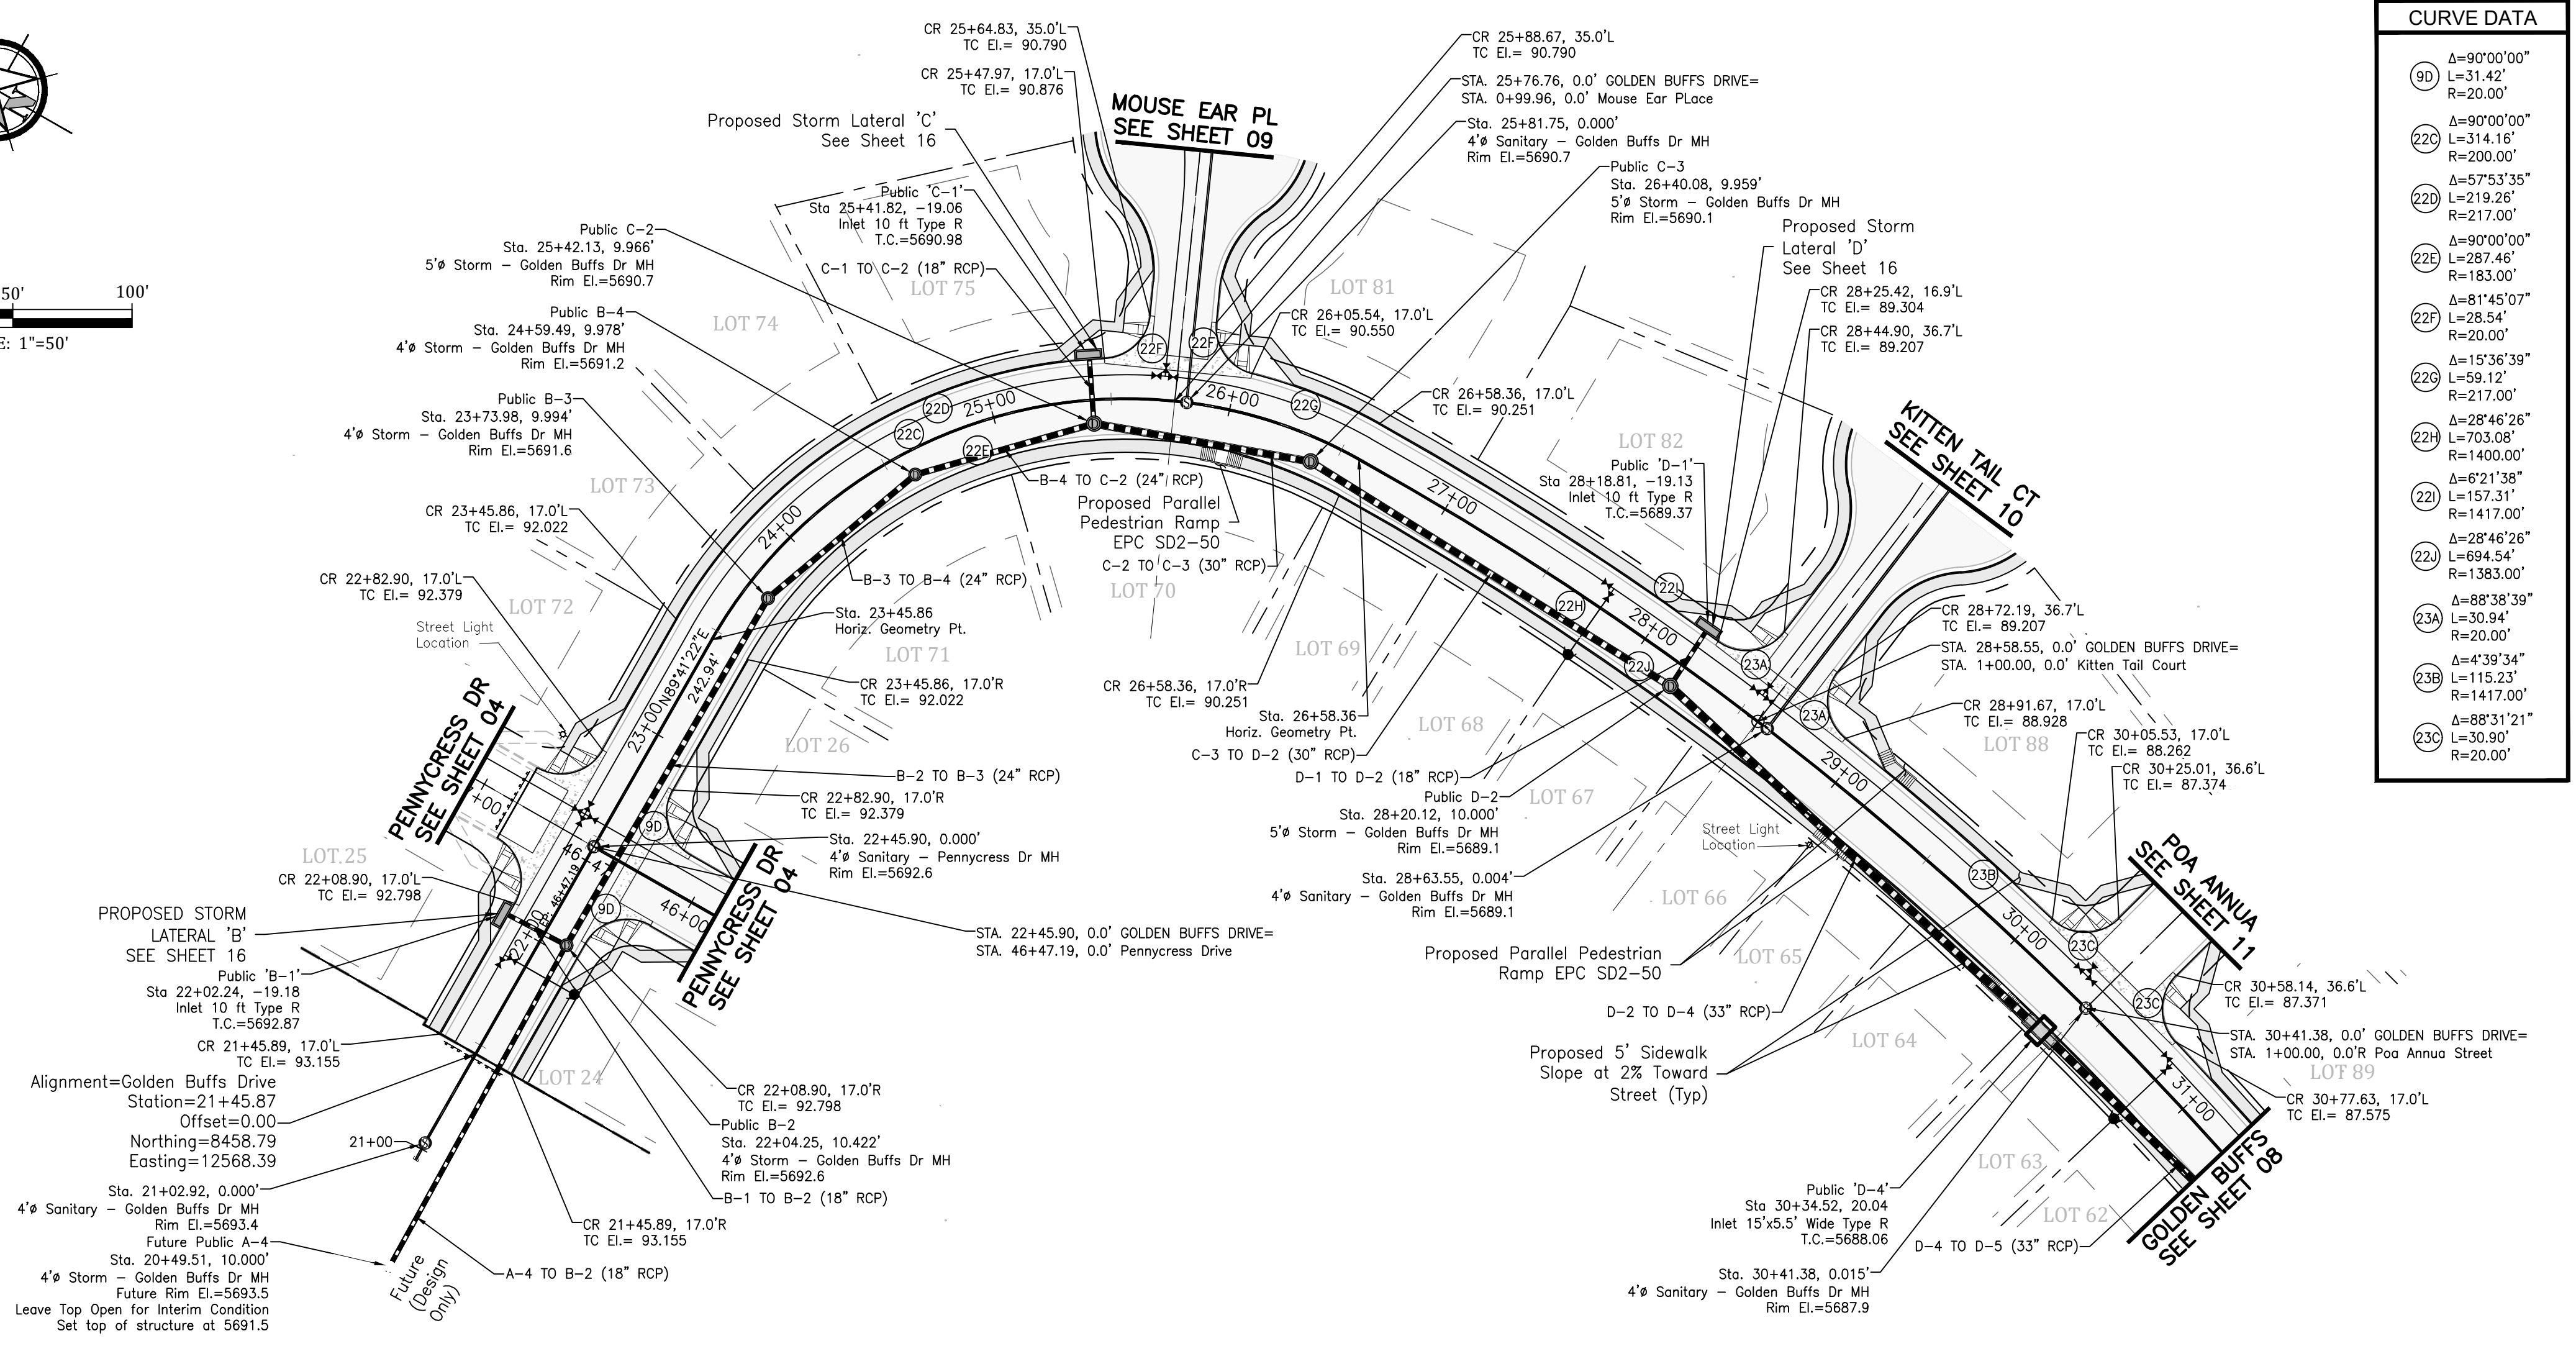 CURVE DATA
9D
Δ=90°00'00"
L=31.42'
R=20.00'
22C
Δ=90°00'00"
L=314.16'
R=200.00'
22D
Δ=57°53'35"
L=219.26'
R=217.00'
22E
Δ=90°00'00"
L=287.46'
R=183.00'
22F
Δ=81°45'07"
L=28.54'
R=20.00'
22G
Δ=15°36'39"
L=59.12'
R=217.00'
22H
Δ=28°46'26"
L=703.08'
R=1400.00'
22I
Δ=6°21'38"
L=157.31'
R=1417.00'
22J
Δ=28°46'26"
L=694.54'
R=1383.00'
23A
Δ=88°38'39"
L=30.94'
R=20.00'
23B
Δ=4°39'34"
L=115.23'
R=1417.00'
23C
Δ=88°31'21"
L=30.90'
R=20.00'
50' 100'
E: 1"=50'
CR 25+64.83, 35.0'L
TC El.= 90.790
CR 25+47.97, 17.0'L
TC El.= 90.876
Proposed Storm Lateral 'C'
See Sheet 16
MOUSE EAR PL
SEE SHEET 09
CR 25+88.67, 35.0'L
TC El.= 90.790
STA. 25+76.76, 0.0' GOLDEN BUFFS DRIVE=
STA. 0+99.96, 0.0' Mouse Ear PLace
Sta. 25+81.75, 0.000'
4'ø Sanitary – Golden Buffs Dr MH
Rim El.=5690.7
Public C-3
Sta. 26+40.08, 9.959'
5'ø Storm – Golden Buffs Dr MH
Rim El.=5690.1
Public 'C-1'
Sta 25+41.82, -19.06
Inlet 10 ft Type R
T.C.=5690.98
C-1 TO C-2 (18" RCP)
Public C-2
Sta. 25+42.13, 9.966'
5'ø Storm – Golden Buffs Dr MH
Rim El.=5690.7
Public B-4
Sta. 24+59.49, 9.978'
4'ø Storm – Golden Buffs Dr MH
Rim El.=5691.2
Public B-3
Sta. 23+73.98, 9.994'
4'ø Storm – Golden Buffs Dr MH
Rim El.=5691.6
CR 23+45.86, 17.0'L
TC El.= 92.022
CR 22+82.90, 17.0'L
TC El.= 92.379
Street Light
Location
LOT 72
LOT 73
LOT 74
LOT 75
LOT 81
LOT 82
Proposed Storm
Lateral 'D'
See Sheet 16
CR 28+25.42, 16.9'L
TC El.= 89.304
CR 28+44.90, 36.7'L
TC El.= 89.207
CR 26+05.54, 17.0'L
TC El.= 90.550
CR 26+58.36, 17.0'L
TC El.= 90.251
Public 'D-1'
Sta 28+18.81, -19.13
Inlet 10 ft Type R
T.C.=5689.37
KITTEN TAIL CT
SEE SHEET 10
22D
22C
22E
22F
22F
22G
25+00
26+00
24+00
27+00
28+00
22H
22I
22J
23A
23A
B-4 TO C-2 (24" RCP)
Proposed Parallel
Pedestrian Ramp
EPC SD2-50
C-2 TO C-3 (30" RCP)
LOT 70
B-3 TO B-4 (24" RCP)
Sta. 23+45.86
Horiz. Geometry Pt.
LOT 71
N89°41'22"E
242.94'
23+00
CR 23+45.86, 17.0'R
TC El.= 92.022
LOT 26
B-2 TO B-3 (24" RCP)
CR 22+82.90, 17.0'R
TC El.= 92.379
Sta. 22+45.90, 0.000'
4'ø Sanitary – Pennycress Dr MH
Rim El.=5692.6
STA. 22+45.90, 0.0' GOLDEN BUFFS DRIVE=
STA. 46+47.19, 0.0' Pennycress Drive
PENNYCRESS DR
SEE SHEET 04
PENNYCRESS DR
SEE SHEET 04
9D
9D
46+00
22+00
EP: 46+47.19
LOT 25
CR 22+08.90, 17.0'L
TC El.= 92.798
PROPOSED STORM
LATERAL 'B'
SEE SHEET 16
Public 'B-1'
Sta 22+02.24, -19.18
Inlet 10 ft Type R
T.C.=5692.87
CR 21+45.89, 17.0'L
TC El.= 93.155
Alignment=Golden Buffs Drive
Station=21+45.87
Offset=0.00
Northing=8458.79
Easting=12568.39
21+00
Sta. 21+02.92, 0.000'
4'ø Sanitary – Golden Buffs Dr MH
Rim El.=5693.4
Future Public A-4
Sta. 20+49.51, 10.000'
4'ø Storm – Golden Buffs Dr MH
Future Rim El.=5693.5
Leave Top Open for Interim Condition
Set top of structure at 5691.5
Future
(Design
Only)
A-4 TO B-2 (18" RCP)
CR 21+45.89, 17.0'R
TC El.= 93.155
B-1 TO B-2 (18" RCP)
Public B-2
Sta. 22+04.25, 10.422'
4'ø Storm – Golden Buffs Dr MH
Rim El.=5692.6
CR 22+08.90, 17.0'R
TC El.= 92.798
LOT 24
LOT 69
CR 26+58.36, 17.0'R
TC El.= 90.251
Sta. 26+58.36
Horiz. Geometry Pt.
C-3 TO D-2 (30" RCP)
D-1 TO D-2 (18" RCP)
Public D-2
Sta. 28+20.12, 10.000'
5'ø Storm – Golden Buffs Dr MH
Rim El.=5689.1
Sta. 28+63.55, 0.004'
4'ø Sanitary – Golden Buffs Dr MH
Rim El.=5689.1
LOT 68
LOT 67
LOT 66
LOT 65
LOT 64
LOT 63
LOT 62
Street Light
Location
Proposed Parallel Pedestrian
Ramp EPC SD2-50
D-2 TO D-4 (33" RCP)
Proposed 5' Sidewalk
Slope at 2% Toward
Street (Typ)
CR 28+72.19, 36.7'L
TC El.= 89.207
STA. 28+58.55, 0.0' GOLDEN BUFFS DRIVE=
STA. 1+00.00, 0.0' Kitten Tail Court
CR 28+91.67, 17.0'L
TC El.= 88.928
LOT 88
CR 30+05.53, 17.0'L
TC El.= 88.262
CR 30+25.01, 36.6'L
TC El.= 87.374
POA ANNUA
SEE SHEET 11
29+00
30+00
31+00
23B
23C
23C
CR 30+58.14, 36.6'L
TC El.= 87.371
STA. 30+41.38, 0.0' GOLDEN BUFFS DRIVE=
STA. 1+00.00, 0.0'R Poa Annua Street
LOT 89
CR 30+77.63, 17.0'L
TC El.= 87.575
GOLDEN BUFFS
SEE SHEET 08
Public 'D-4'
Sta 30+34.52, 20.04
Inlet 15'x5.5' Wide Type R
T.C.=5688.06
D-4 TO D-5 (33" RCP)
Sta. 30+41.38, 0.015'
4'ø Sanitary – Golden Buffs Dr MH
Rim El.=5687.9